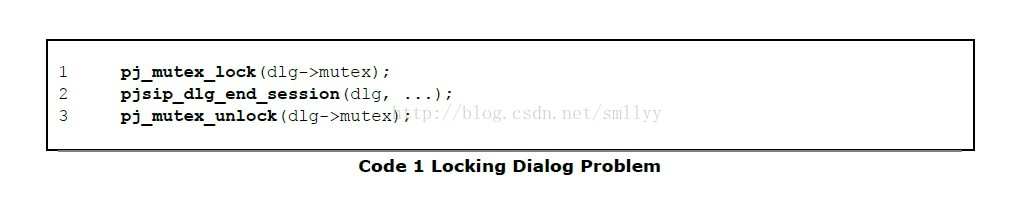 1 pj_mutex_lock(dlg->mutex);
2 pjsip_dlg_end_session(dlg, ...);
3 pj_mutex_unlock(dlg->mutex);
http://blog.csdn.net/smllyy
Code 1 Locking Dialog Problem